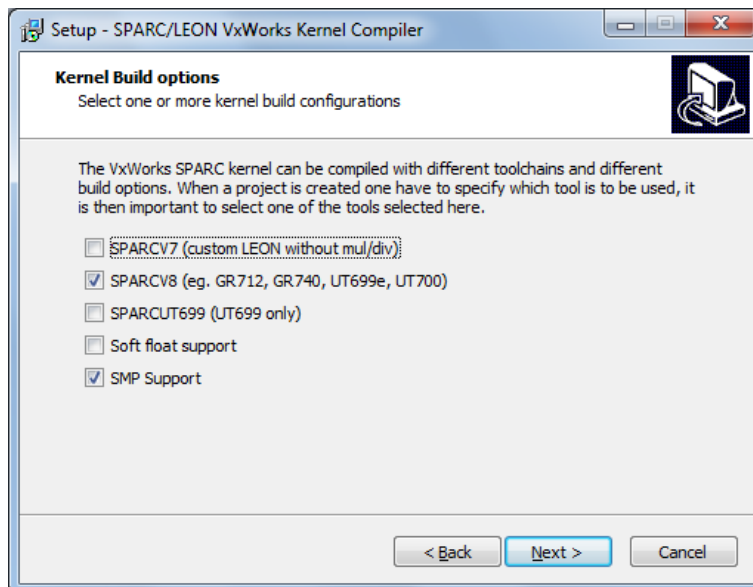 Setup - SPARC/LEON VxWorks Kernel Compiler
Kernel Build options
Select one or more kernel build configurations
The VxWorks SPARC kernel can be compiled with different toolchains and different
build options. When a project is created one have to specify which tool is to be used, it
is then important to select one of the tools selected here.
SPARCV7 (custom LEON without mul/div)
SPARCV8 (eg. GR712, GR740, UT699e, UT700)
SPARCUT699 (UT699 only)
Soft float support
SMP Support
< Back Next > Cancel